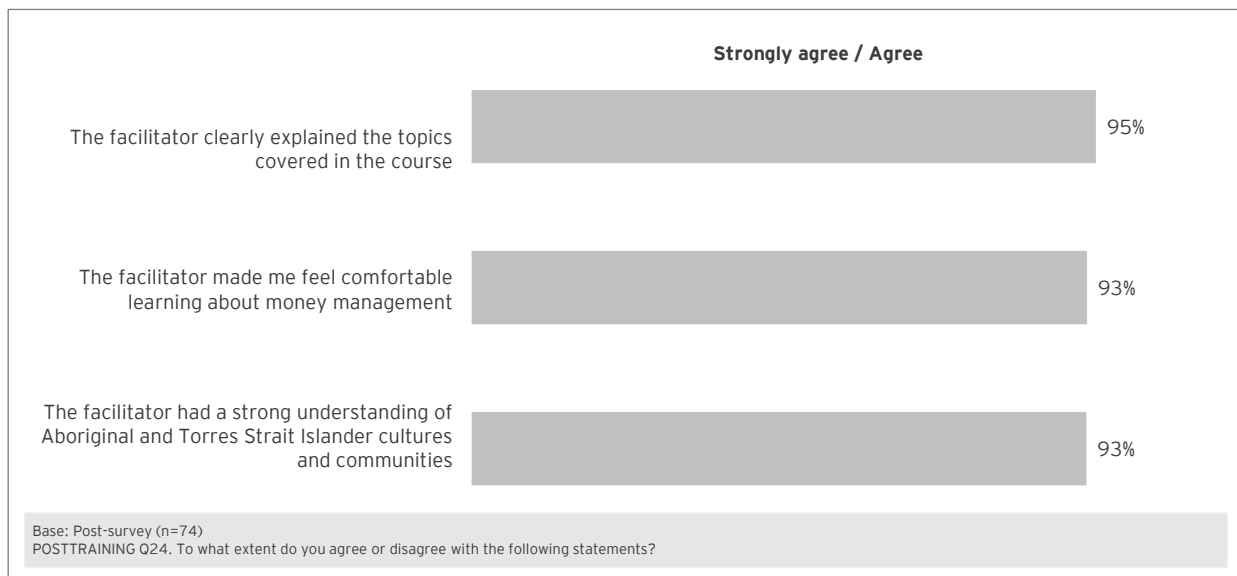 Strongly agree / Agree
The facilitator clearly explained the topics
covered in the course
95%
The facilitator made me feel comfortable
learning about money management
93%
The facilitator had a strong understanding of
Aboriginal and Torres Strait Islander cultures
and communities
93%
Base: Post-survey (n=74)
POSTTRAINING Q24. To what extent do you agree or disagree with the following statements?